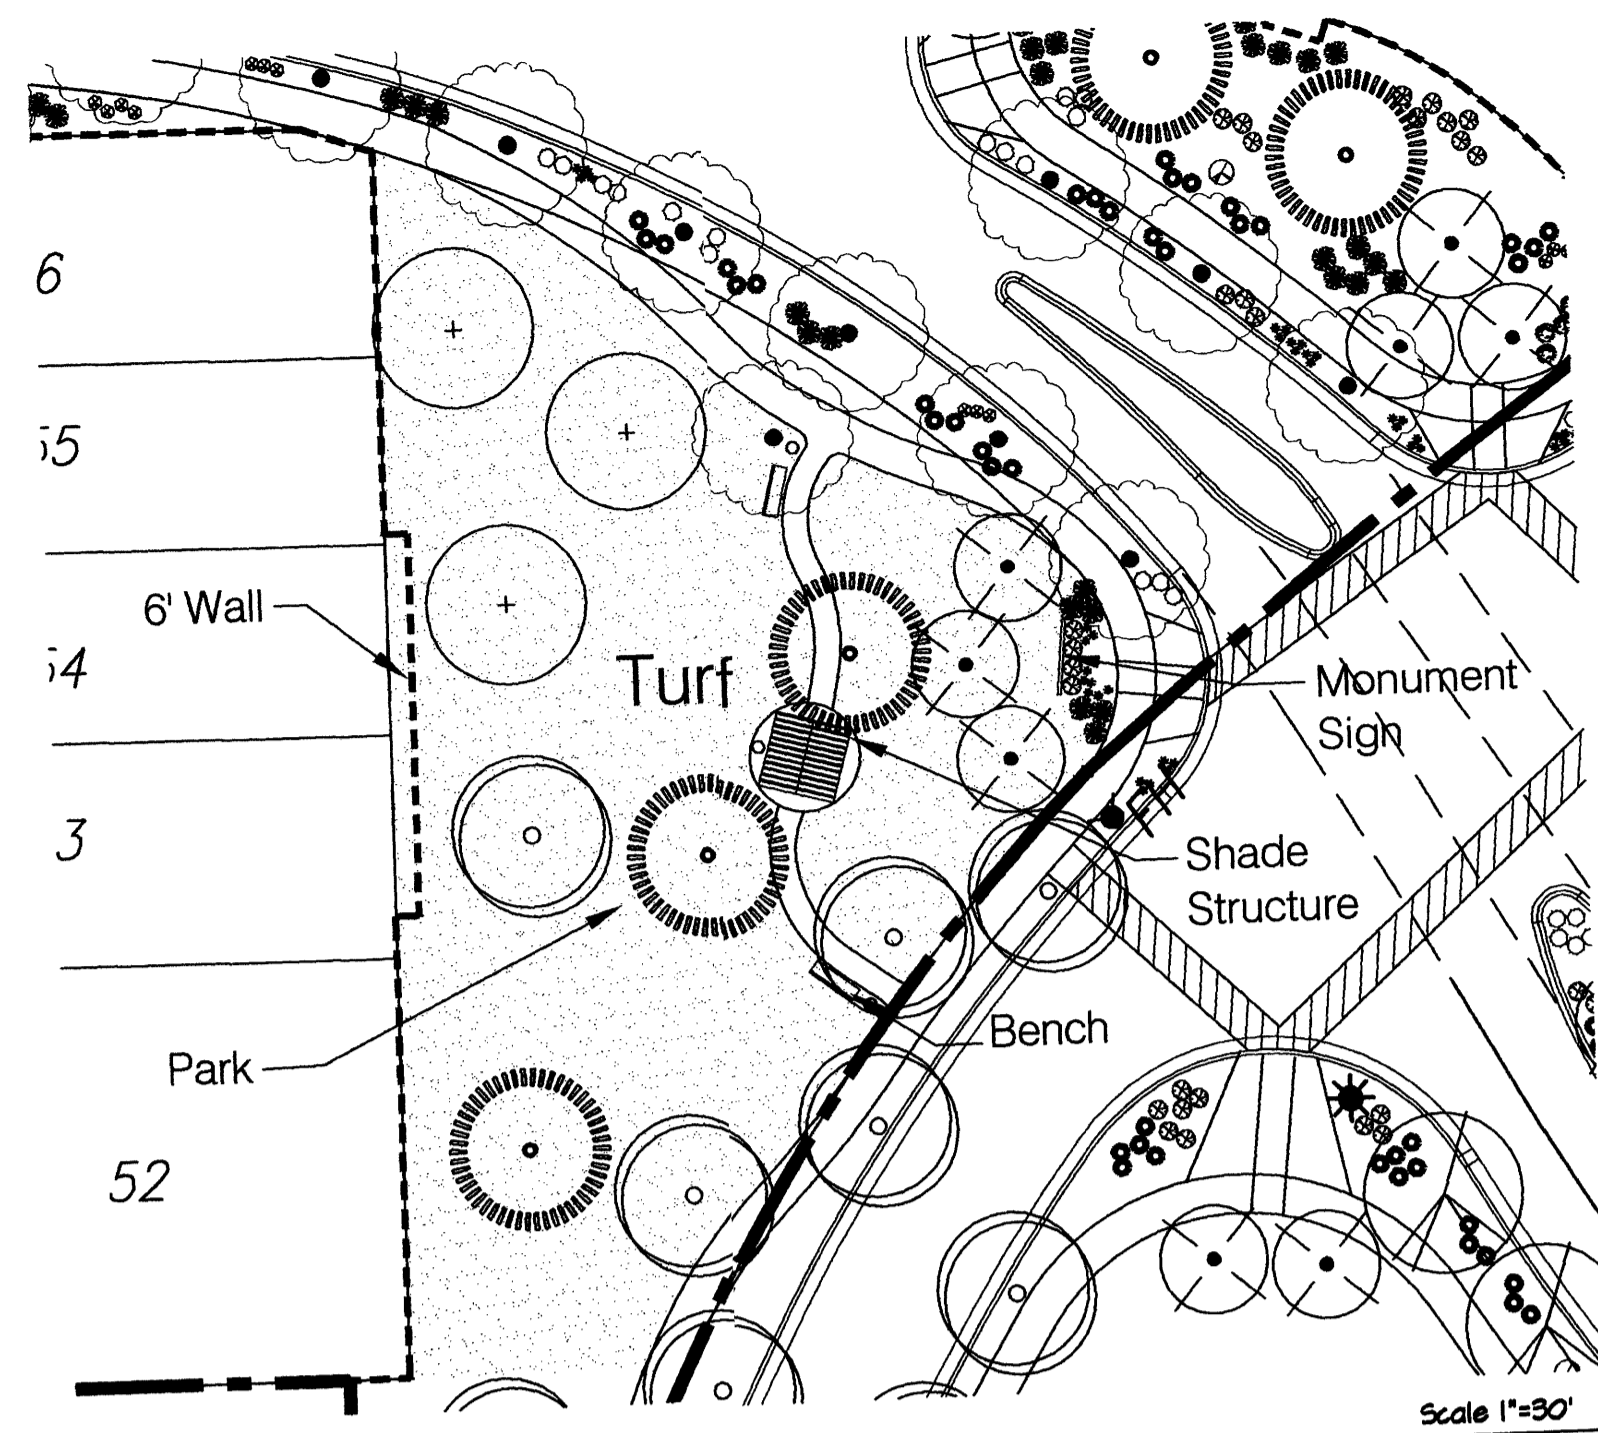 6
55
6' Wall
54
Turf
Monument
Sign
3
Shade
Structure
Bench
Park
52
Scale 1"=30'